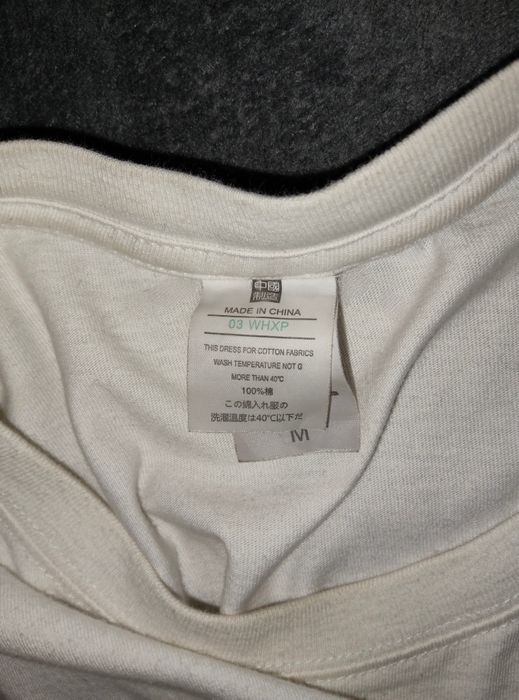 中國
製造
MADE IN CHINA
03 WHXP
THIS DRESS FOR COTTON FABRICS
WASH TEMPERATURE NOT G
MORE THAN 40℃
100%棉
この綿入れ服の
洗濯温度は40℃以下だ
M